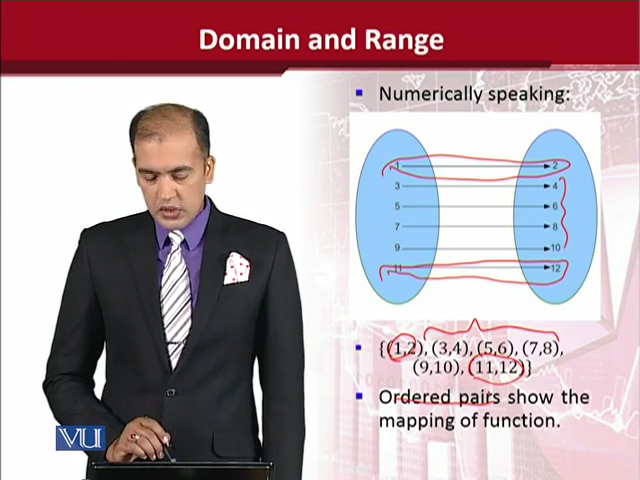 Domain and Range
Numerically speaking:
1 2
3 4
5 6
7 8
9 10
11 12
{(1,2), (3,4), (5,6), (7,8),
(9,10), (11,12)}
Ordered pairs show the
mapping of function.
VU